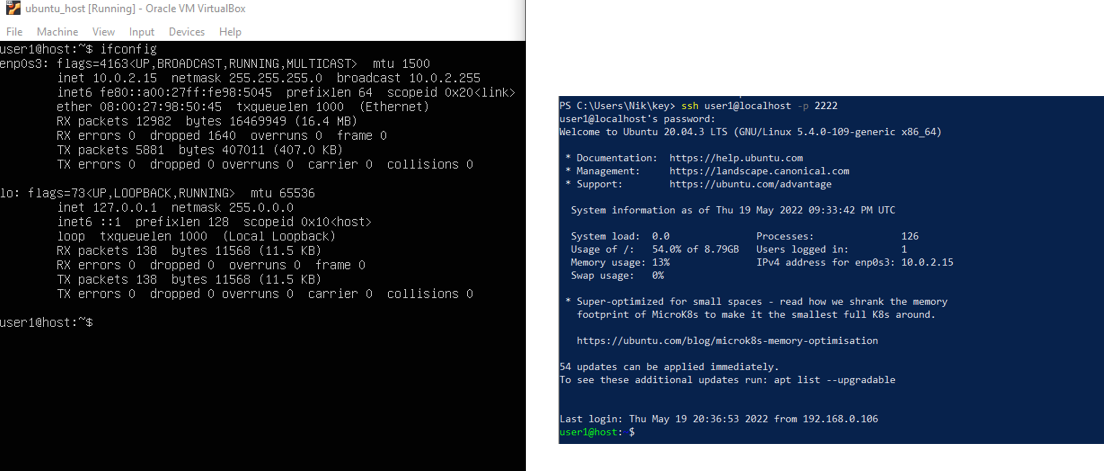 ubuntu_host [Running] - Oracle VM VirtualBox
File Machine View Input Devices Help
user1@host:~$ ifconfig
enp0s3: flags=4163<UP,BROADCAST,RUNNING,MULTICAST>  mtu 1500
        inet 10.0.2.15  netmask 255.255.255.0  broadcast 10.0.2.255
        inet6 fe80::a00:27ff:fe98:5045  prefixlen 64  scopeid 0x20<link>
        ether 08:00:27:98:50:45  txqueuelen 1000  (Ethernet)
        RX packets 12982  bytes 16469949 (16.4 MB)
        RX errors 0  dropped 1640  overruns 0  frame 0
        TX packets 5881  bytes 407011 (407.0 KB)
        TX errors 0  dropped 0 overruns 0  carrier 0  collisions 0
lo: flags=73<UP,LOOPBACK,RUNNING>  mtu 65536
        inet 127.0.0.1  netmask 255.0.0.0
        inet6 ::1  prefixlen 128  scopeid 0x10<host>
        loop  txqueuelen 1000  (Local Loopback)
        RX packets 138  bytes 11568 (11.5 KB)
        RX errors 0  dropped 0  overruns 0  frame 0
        TX packets 138  bytes 11568 (11.5 KB)
        TX errors 0  dropped 0 overruns 0  carrier 0  collisions 0
user1@host:~$
PS C:\Users\Nik\key> ssh user1@localhost -p 2222
user1@localhost's password:
Welcome to Ubuntu 20.04.3 LTS (GNU/Linux 5.4.0-109-generic x86_64)
 * Documentation:  https://help.ubuntu.com
 * Management:     https://landscape.canonical.com
 * Support:        https://ubuntu.com/advantage
  System information as of Thu 19 May 2022 09:33:42 PM UTC
  System load:  0.0               Processes:               126
  Usage of /:   54.0% of 8.79GB   Users logged in:         1
  Memory usage: 13%               IPv4 address for enp0s3: 10.0.2.15
  Swap usage:   0%
 * Super-optimized for small spaces - read how we shrank the memory
   footprint of MicroK8s to make it the smallest full K8s around.
   https://ubuntu.com/blog/microk8s-memory-optimisation
54 updates can be applied immediately.
To see these additional updates run: apt list --upgradable
Last login: Thu May 19 20:36:53 2022 from 192.168.0.106
user1@host: $